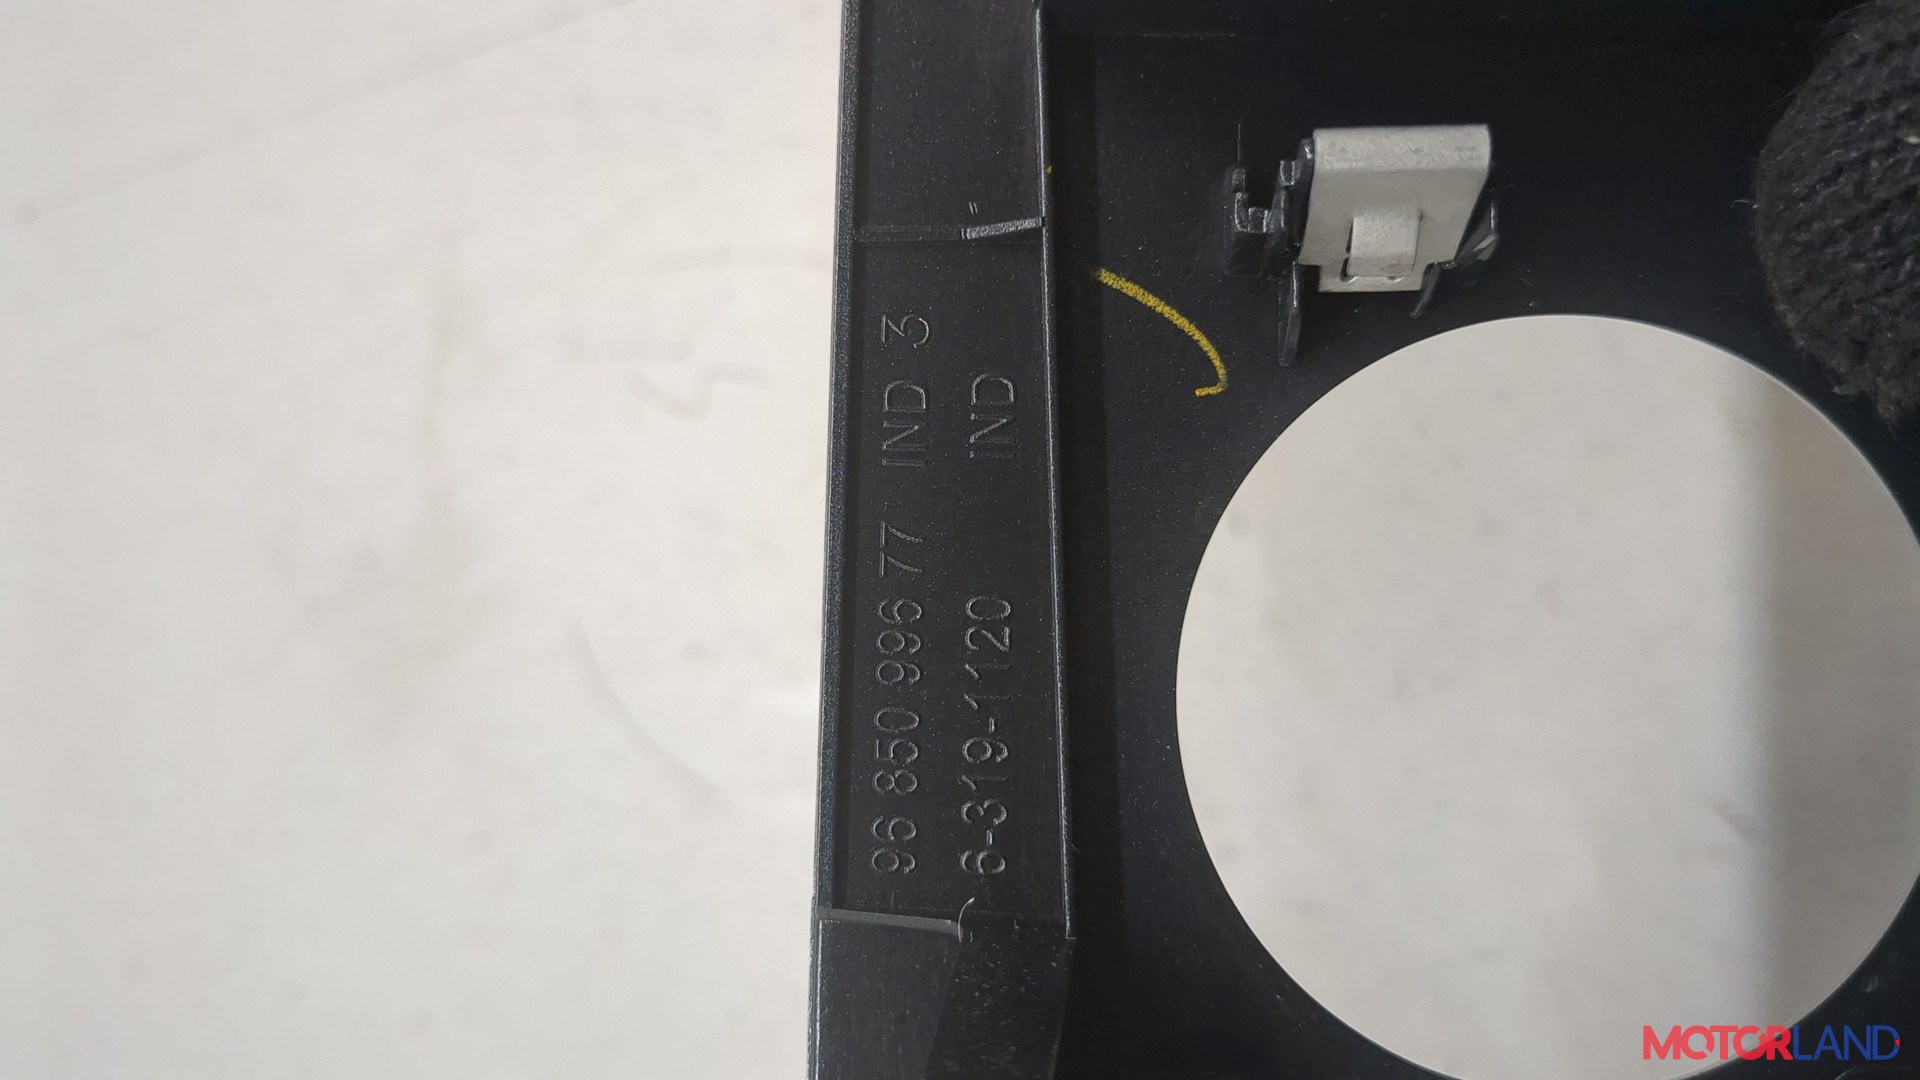 96 850 996 77 IND 3
6-319-1120 IND
MOTORLAND